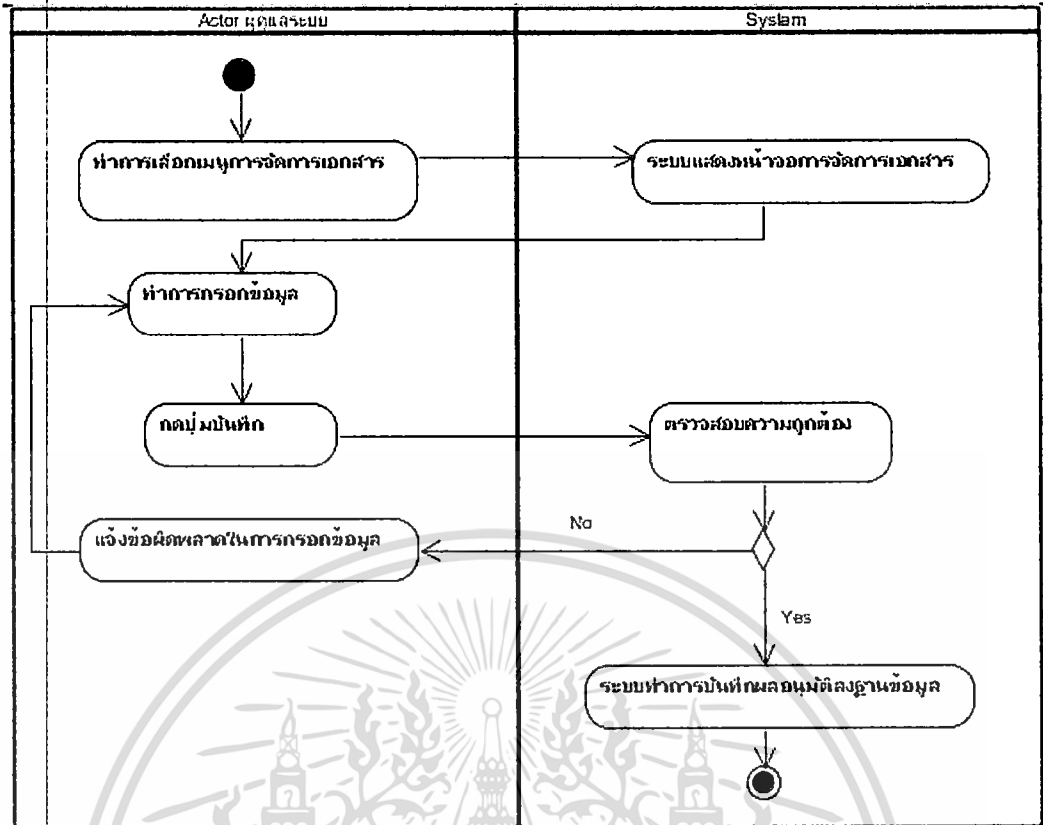 Actor ผู้ดูแลระบบ
System
ทำการเลือกเมนูการจัดการเอกสาร
ระบบแสดงหน้าจอการจัดการเอกสาร
ทำการกรอกข้อมูล
กดปุ่มบันทึก
ตรวจสอบความถูกต้อง
แจ้งข้อผิดพลาดในการกรอกข้อมูล
No
Yes
ระบบทำการบันทึกผลอนุมัติลงฐานข้อมูล